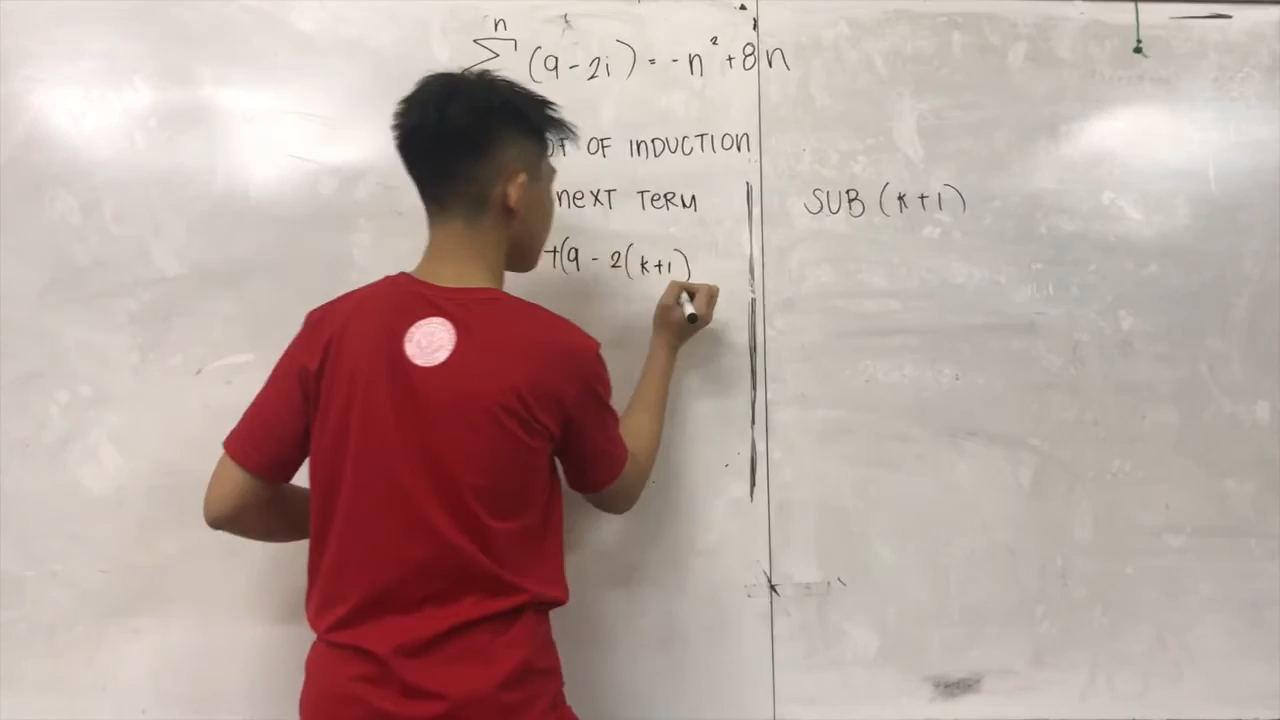 n
∑ (9-2i) = -n²+8n
OF INDUCTION
NEXT TERM
SUB (k+1)
+(9 - 2(k+1)